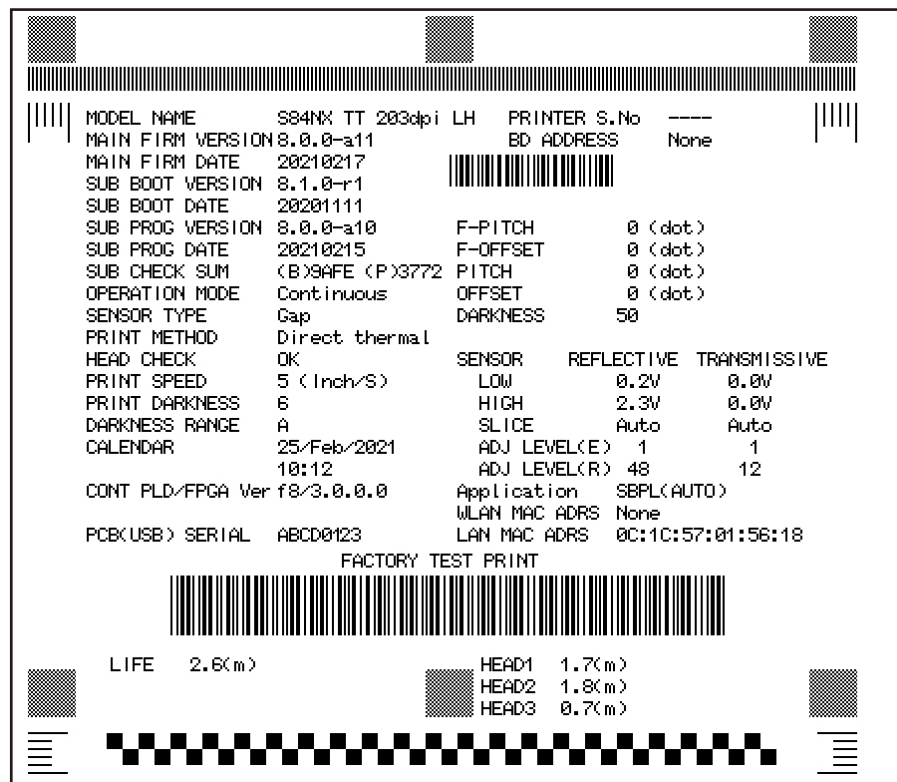 MODEL NAME S84NX TT 203dpi LH PRINTER S.No ----
MAIN FIRM VERSION 8.0.0-a11 BD ADDRESS None
MAIN FIRM DATE 20210217
SUB BOOT VERSION 8.1.0-r1
SUB BOOT DATE 20201111
SUB PROG VERSION 8.0.0-a10 F-PITCH 0 (dot)
SUB PROG DATE 20210215 F-OFFSET 0 (dot)
SUB CHECK SUM (B)9AFE (P)3772 PITCH 0 (dot)
OPERATION MODE Continuous OFFSET 0 (dot)
SENSOR TYPE Gap DARKNESS 50
PRINT METHOD Direct thermal
HEAD CHECK OK SENSOR REFLECTIVE TRANSMISSIVE
PRINT SPEED 5 (Inch/S) LOW 0.2V 0.0V
PRINT DARKNESS 6 HIGH 2.3V 0.0V
DARKNESS RANGE A SLICE Auto Auto
CALENDAR 25/Feb/2021 ADJ LEVEL(E) 1 1
10:12 ADJ LEVEL(R) 48 12
CONT PLD/FPGA Ver f8/3.0.0.0 Application SBPL(AUTO)
WLAN MAC ADRS None
PCB(USB) SERIAL ABCD0123 LAN MAC ADRS 0C:1C:57:01:56:18
FACTORY TEST PRINT
LIFE 2.6(m) HEAD1 1.7(m)
HEAD2 1.8(m)
HEAD3 0.7(m)